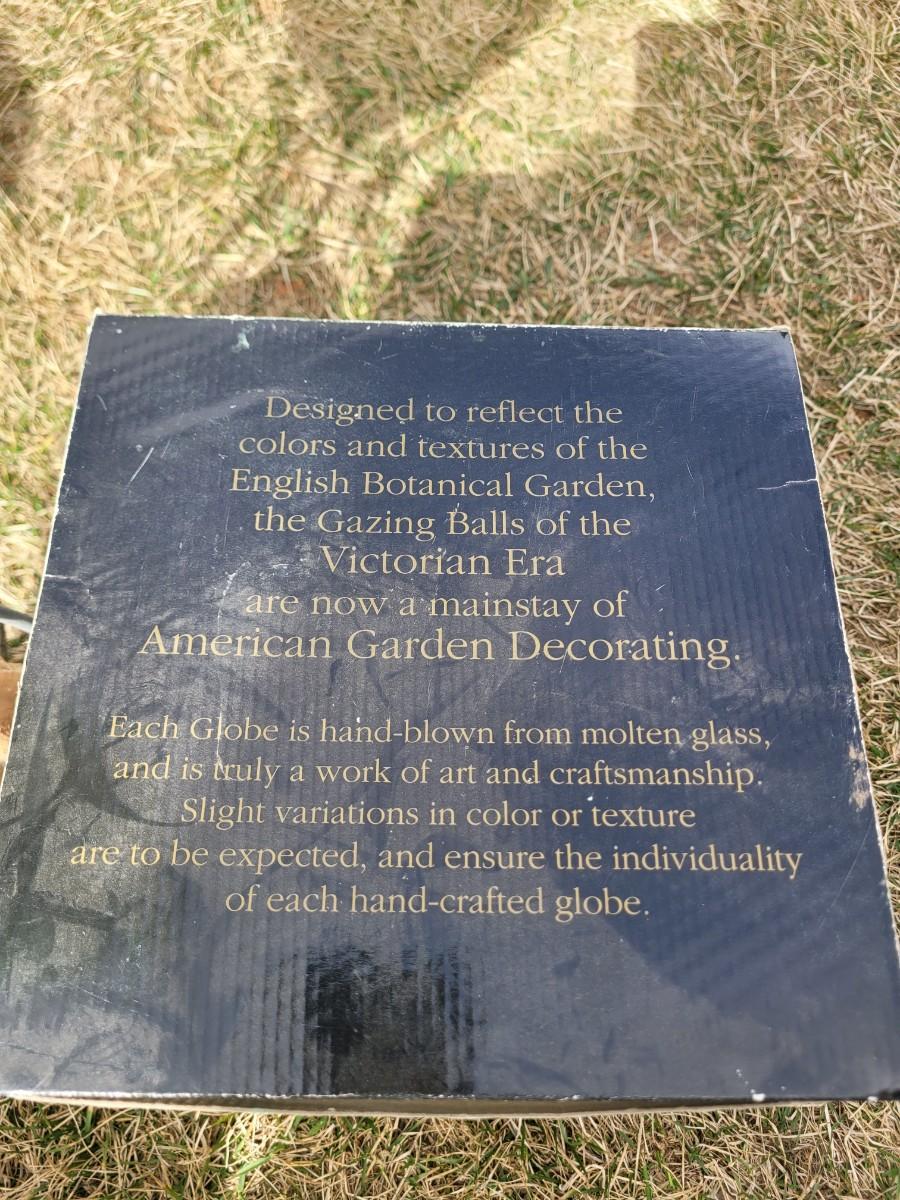 Designed to reflect the
colors and textures of the
English Botanical Garden,
the Gazing Balls of the
Victorian Era
are now a mainstay of
American Garden Decorating.
Each Globe is hand-blown from molten glass,
and is truly a work of art and craftsmanship.
Slight variations in color or texture
are to be expected, and ensure the individuality
of each hand-crafted globe.